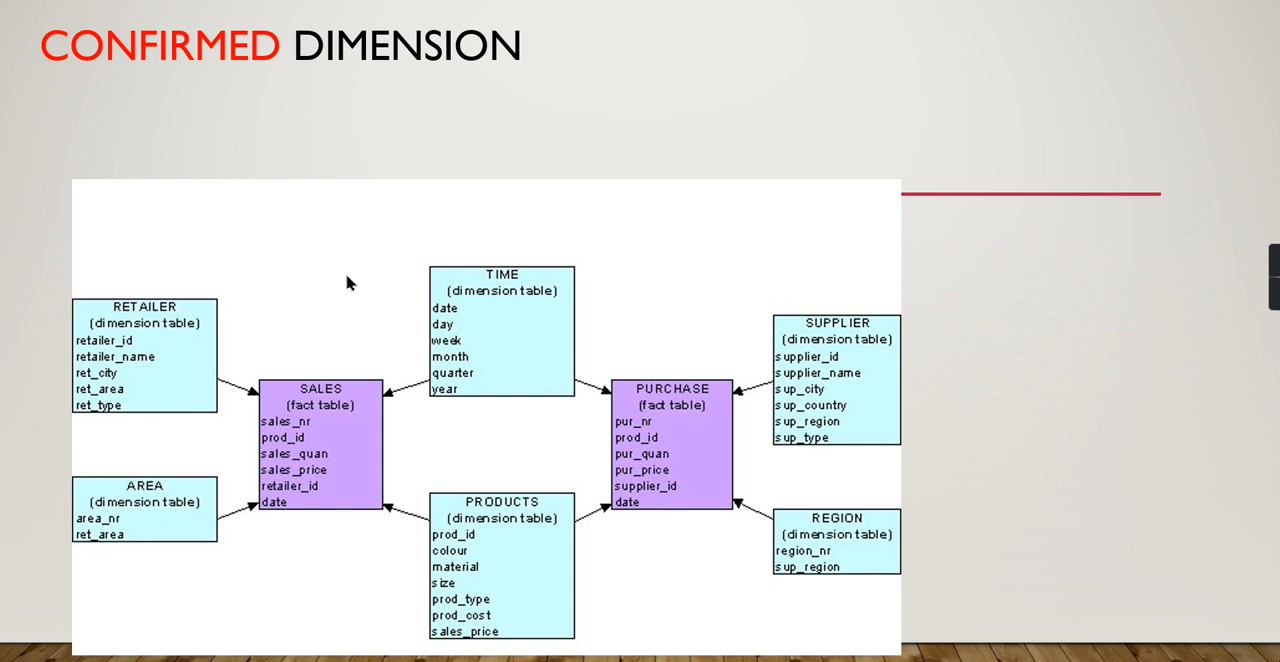 CONFIRMED DIMENSION
RETAILER
(dimension table)
retailer_id
retailer_name
ret_city
ret_area
ret_type
AREA
(dimension table)
area_nr
ret_area
SALES
(fact table)
sales_nr
prod_id
sales_quan
sales_price
retailer_id
date
TIME
(dimension table)
date
day
week
month
quarter
year
PRODUCTS
(dimension table)
prod_id
colour
material
size
prod_type
prod_cost
sales_price
PURCHASE
(fact table)
pur_nr
prod_id
pur_quan
pur_price
supplier_id
date
SUPPLIER
(dimension table)
supplier_id
supplier_name
sup_city
sup_country
sup_region
sup_type
REGION
(dimension table)
region_nr
sup_region